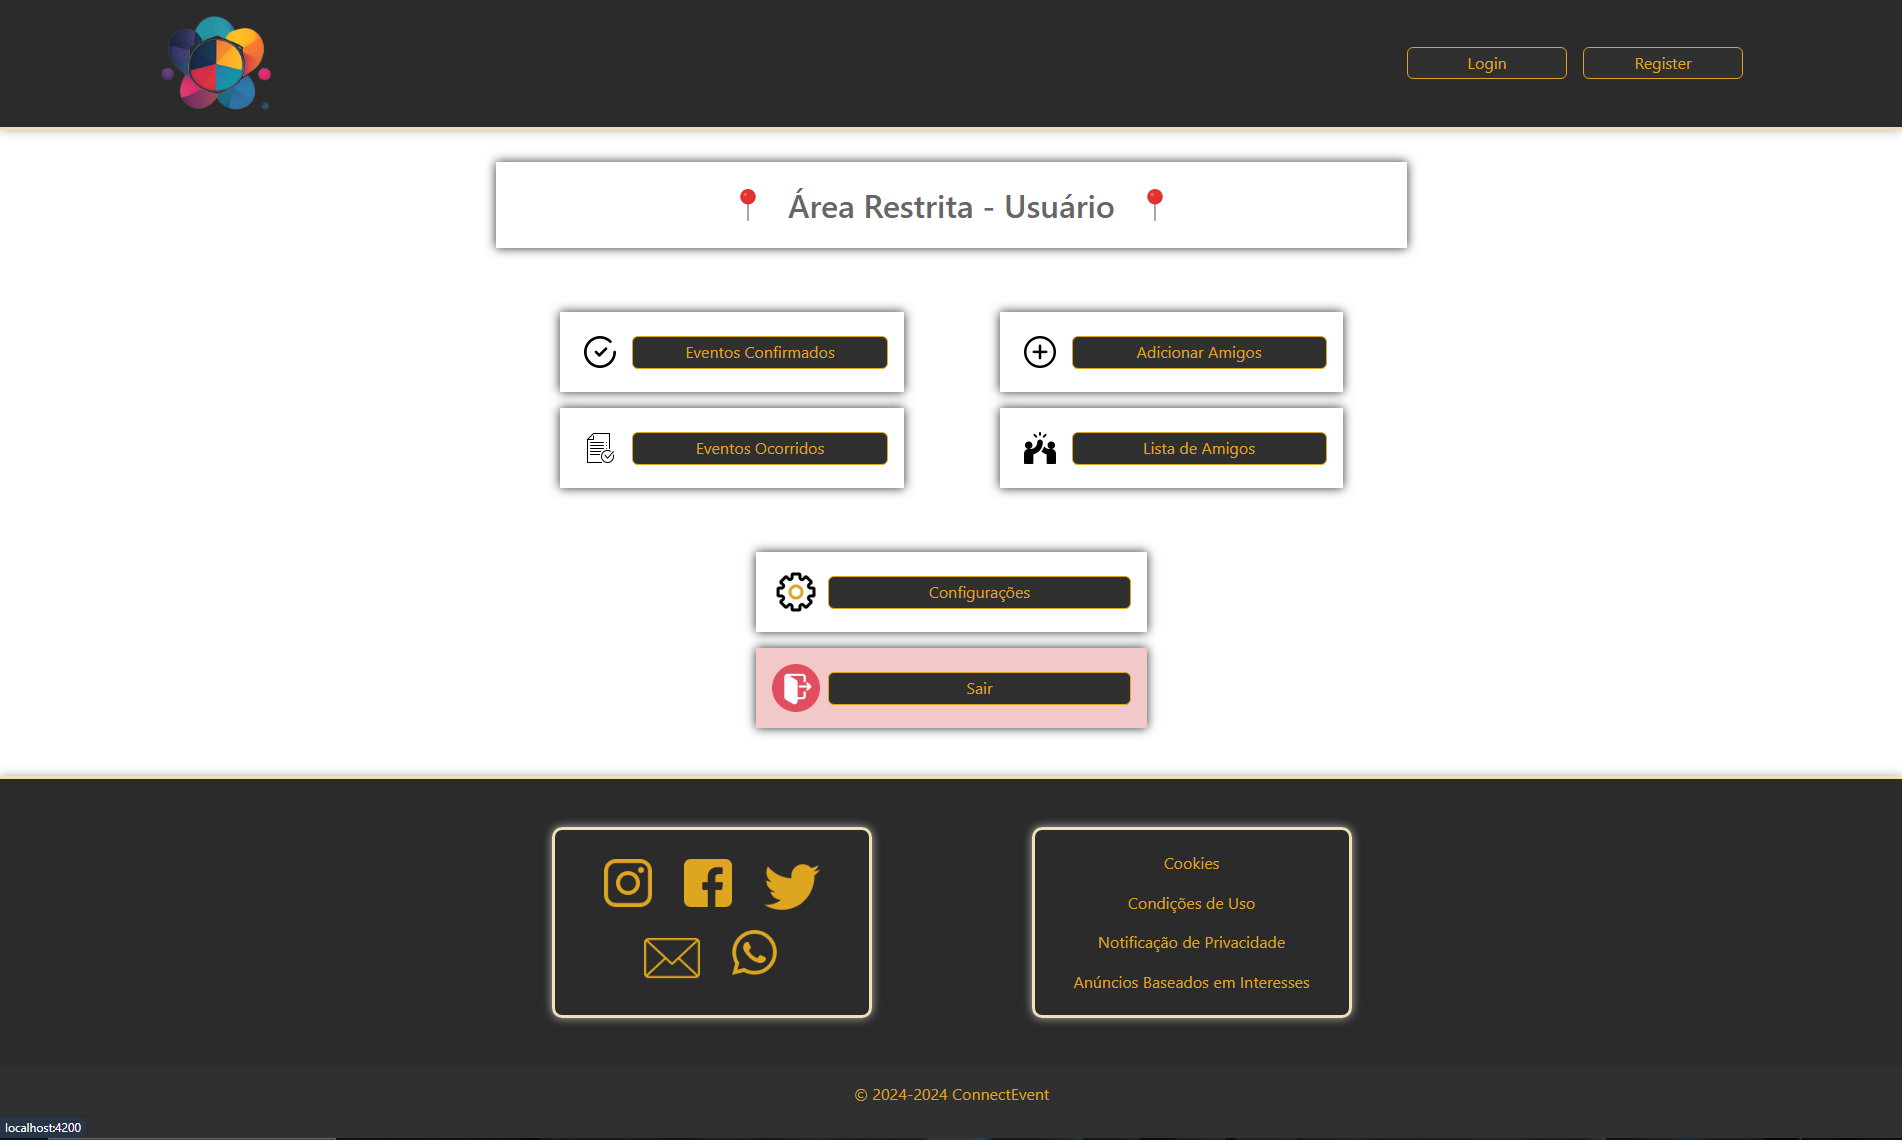 Login
Register
Área Restrita - Usuário
Eventos Confirmados
Adicionar Amigos
Eventos Ocorridos
Lista de Amigos
Configurações
Sair
Cookies
Condições de Uso
Notificação de Privacidade
Anúncios Baseados em Interesses
© 2024-2024 ConnectEvent
localhost:4200